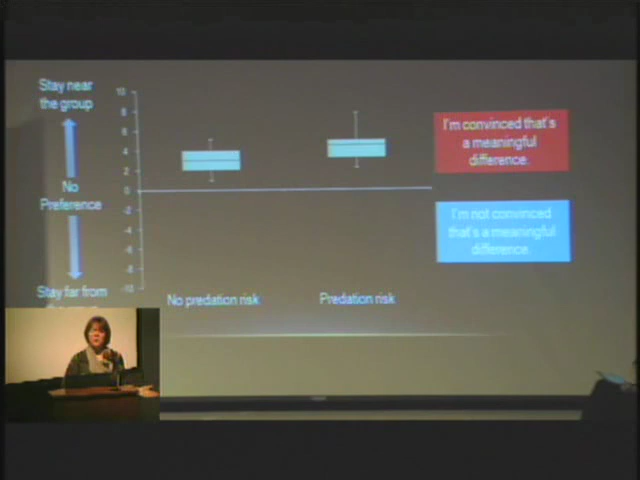 Stay near
the group
10
8
6
4
2
0
-2
-4
-6
-8
-10
No
Preference
Stay far from
No predation risk
Predation risk
I'm convinced that's
a meaningful
difference.
I'm not convinced
that's a meaningful
difference.